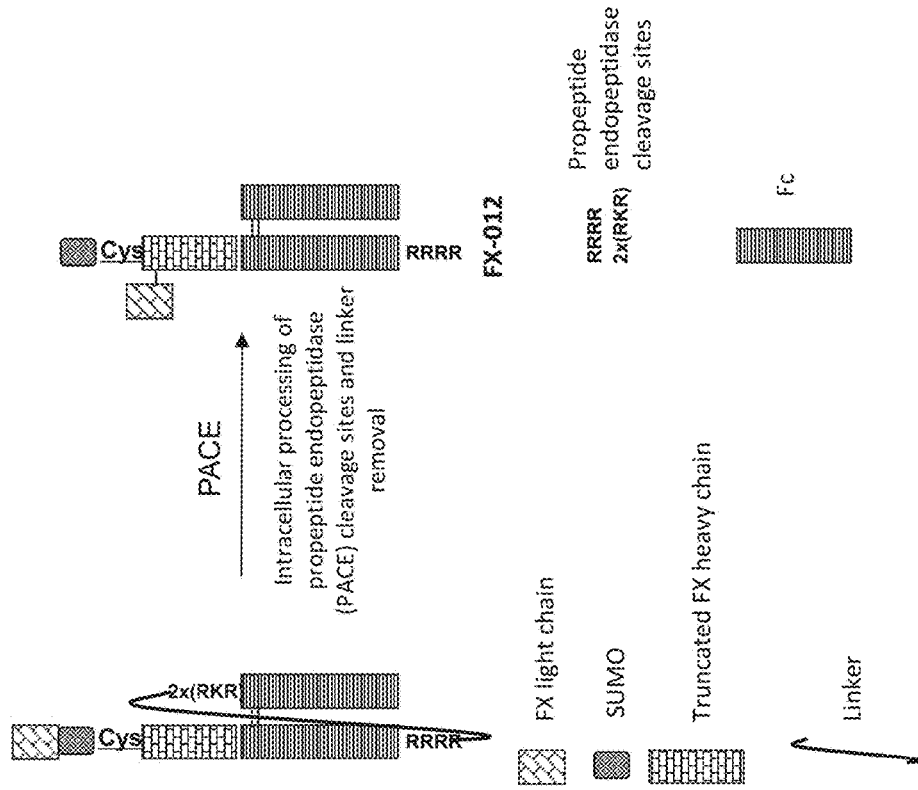 Cys
2x(RKR)
RRRR
PACE
Intracellular processing of
propeptide endopeptidase
(PACE) cleavage sites and linker
removal
Cys
RRRR
FX-012
FX light chain
SUMO
Truncated FX heavy chain
Linker
RRRR
2x(RKR)
Propeptide
endopeptidase
cleavage sites
Fc